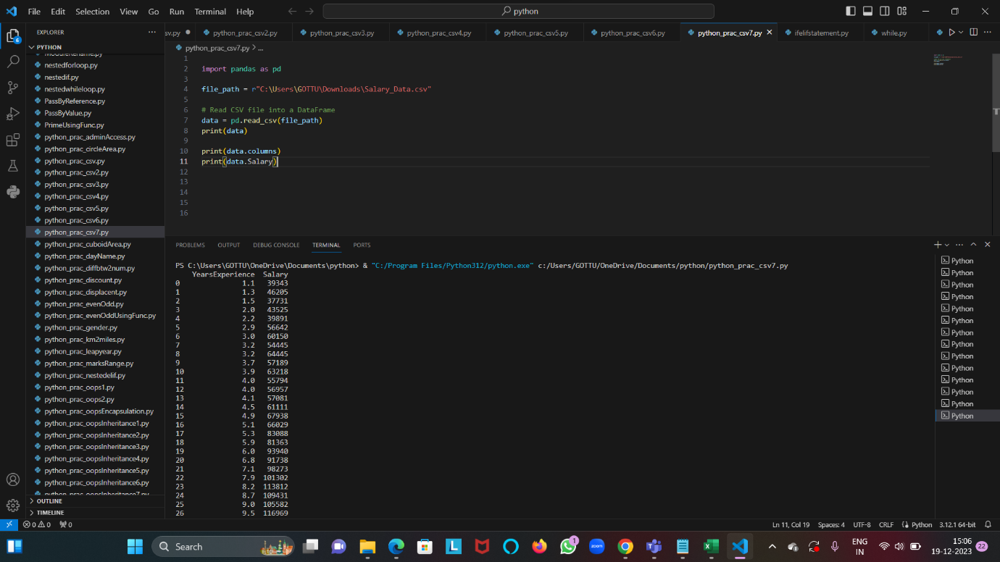 File Edit Selection View Go Run Terminal Help
python
EXPLORER
sv.py python_prac_csv2.py python_prac_csv3.py python_prac_csv4.py python_prac_csv5.py python_prac_csv6.py python_prac_csv7.py ifelifstatement.py while.py
PYTHON
ModuleRename.py
nestedforloop.py
nestedif.py
nestedwhileloop.py
PassByReference.py
PassByValue.py
PrimeUsingFunc.py
python_prac_adminAccess.py
python_prac_circleArea.py
python_prac_csv.py
python_prac_csv2.py
python_prac_csv3.py
python_prac_csv4.py
python_prac_csv5.py
python_prac_csv6.py
python_prac_csv7.py
python_prac_cuboidArea.py
python_prac_dayName.py
python_prac_diffbtw2num.py
python_prac_discount.py
python_prac_displacent.py
python_prac_evenOdd.py
python_prac_evenOddUsingFunc.py
python_prac_gender.py
python_prac_km2miles.py
python_prac_leapyear.py
python_prac_marksRange.py
python_prac_nestedelif.py
python_prac_oops1.py
python_prac_oops2.py
python_prac_oopsEncapsulation.py
python_prac_oopsInheritance1.py
python_prac_oopsInheritance2.py
python_prac_oopsInheritance3.py
python_prac_oopsInheritance4.py
python_prac_oopsInheritance5.py
python_prac_oopsInheritance6.py
python_prac_oopsInheritance7.py
OUTLINE
TIMELINE
6
python_prac_csv7.py > ...
1
2 import pandas as pd
3
4 file_path = r"C:\Users\GOTTU\Downloads\Salary_Data.csv"
5
6 # Read CSV file into a DataFrame
7 data = pd.read_csv(file_path)
8 print(data)
9
10 print(data.columns)
11 print(data.Salary)
12
13
14
15
16
PROBLEMS OUTPUT DEBUG CONSOLE TERMINAL PORTS
PS C:\Users\GOTTU\OneDrive\Documents\python> & "C:/Program Files/Python312/python.exe" c:/Users/GOTTU/OneDrive/Documents/python/python_prac_csv7.py
YearsExperience Salary
0 1.1 39343
1 1.3 46205
2 1.5 37731
3 2.0 43525
4 2.2 39891
5 2.9 56642
6 3.0 60150
7 3.2 54445
8 3.2 64445
9 3.7 57189
10 3.9 63218
11 4.0 55794
12 4.0 56957
13 4.1 57081
14 4.5 61111
15 4.9 67938
16 5.1 66029
17 5.3 83088
18 5.9 81363
19 6.0 93940
20 6.8 91738
21 7.1 98273
22 7.9 101302
23 8.2 113812
24 8.7 109431
25 9.0 105582
26 9.5 116969
Python
Python
Python
Python
Python
Python
Python
Python
Python
Python
Python
Python
Python
Python
0 0 0 Ln 11, Col 19 Spaces: 4 UTF-8 CRLF Python 3.12.1 64-bit
Search
L
1
zoom
ENG
IN
15:06
19-12-2023
22